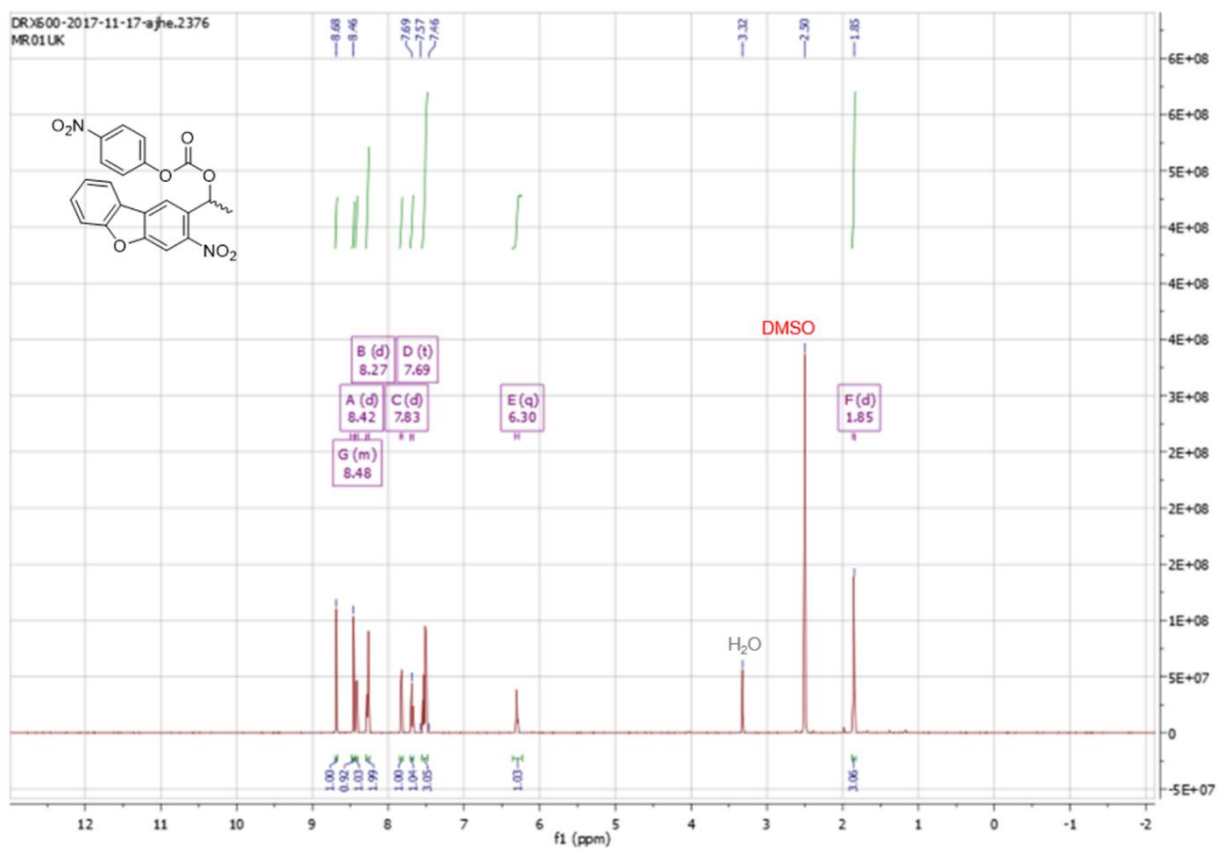 DRX600-2017-11-17-ajhe.2376
MR01UK
8.68
8.46
7.69
7.57
7.46
3.32
2.50
1.85
O₂N
O
O
O
O
NO₂
6E+08
6E+08
5E+08
4E+08
4E+08
4E+08
3E+08
2E+08
2E+08
2E+08
1E+08
5E+07
0
-5E+07
DMSO
B (d)
8.27
D (t)
7.69
A (d)
8.42
C (d)
7.83
E (q)
6.30
F (d)
1.85
G (m)
8.48
H₂O
1.00
0.92
1.03
1.99
1.00
1.04
3.05
1.03
3.06
12 11 10 9 8 7 6 5 4 3 2 1 0 -1 -2
f1 (ppm)